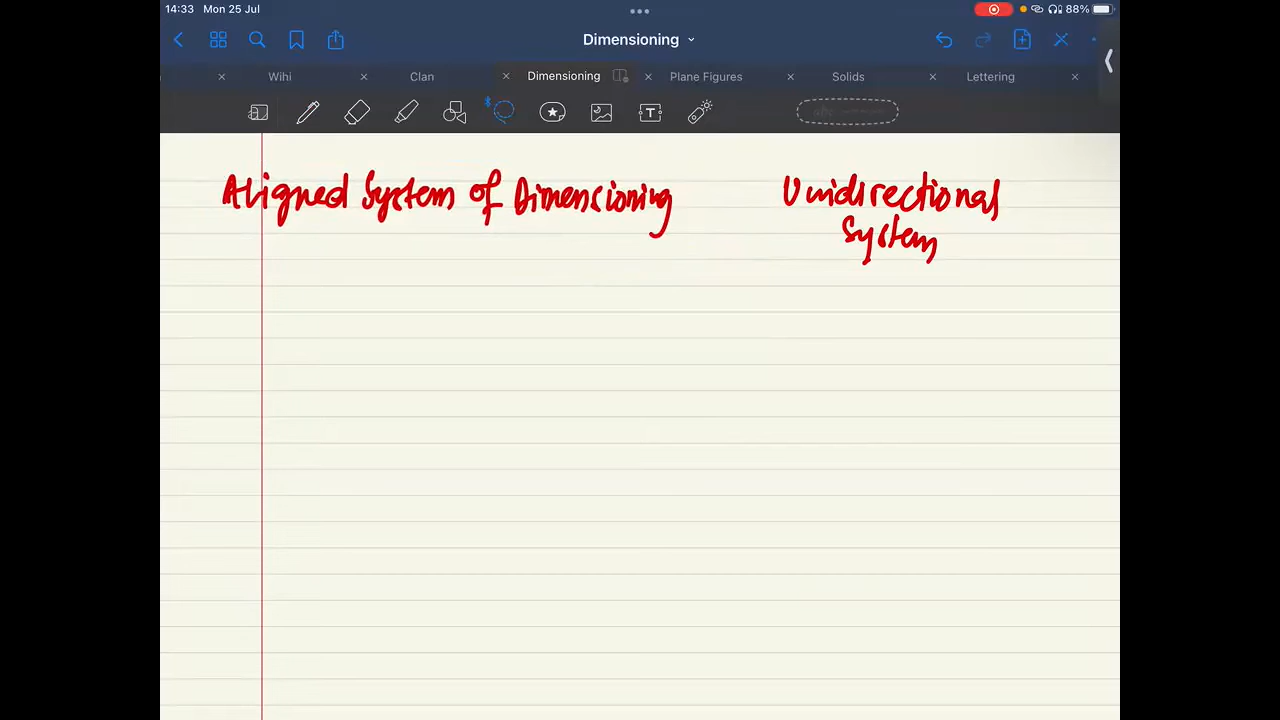 14:33 Mon 25 Jul
88%
Dimensioning
Wihi
Clan
Dimensioning
Plane Figures
Solids
Lettering
T
Aligned System of Dimensioning
Unidirectional
System